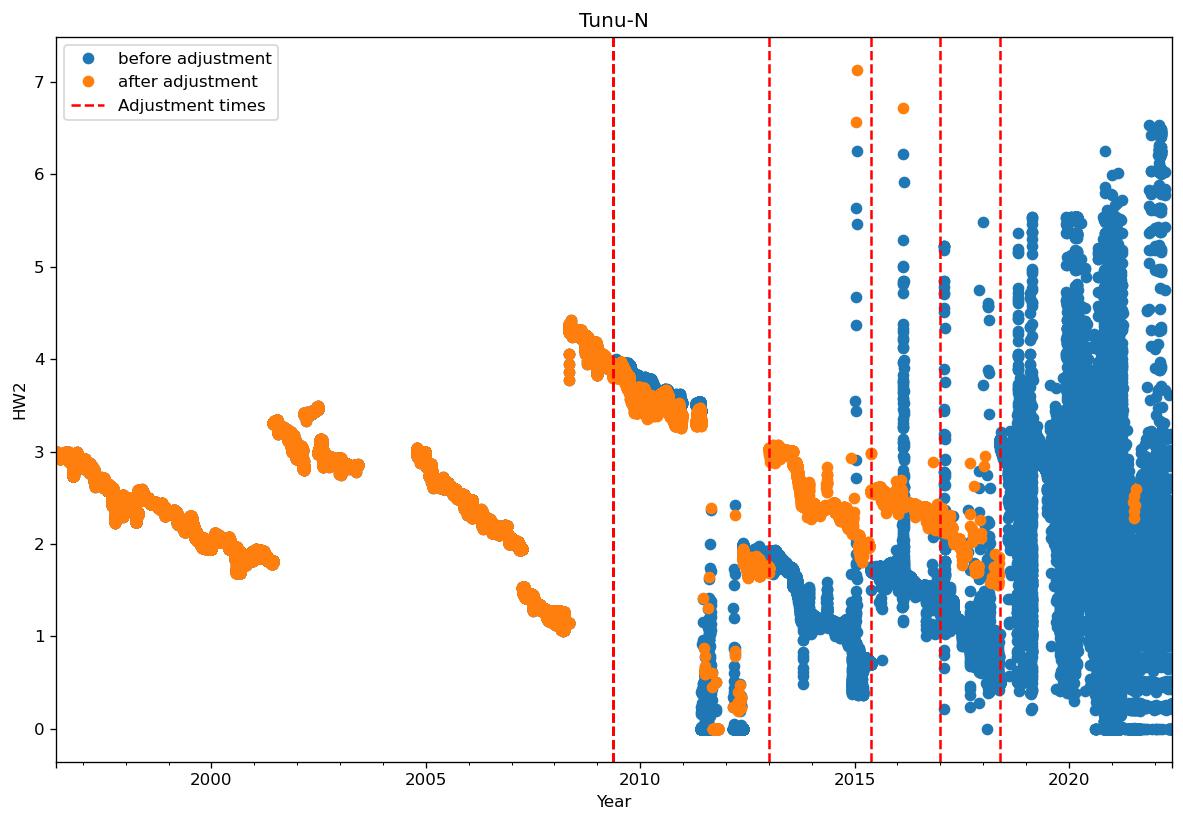 Tunu-N
before adjustment
after adjustment
Adjustment times
7
6
5
4
3
2
1
0
HW2
2000
2005
2010
2015
2020
Year